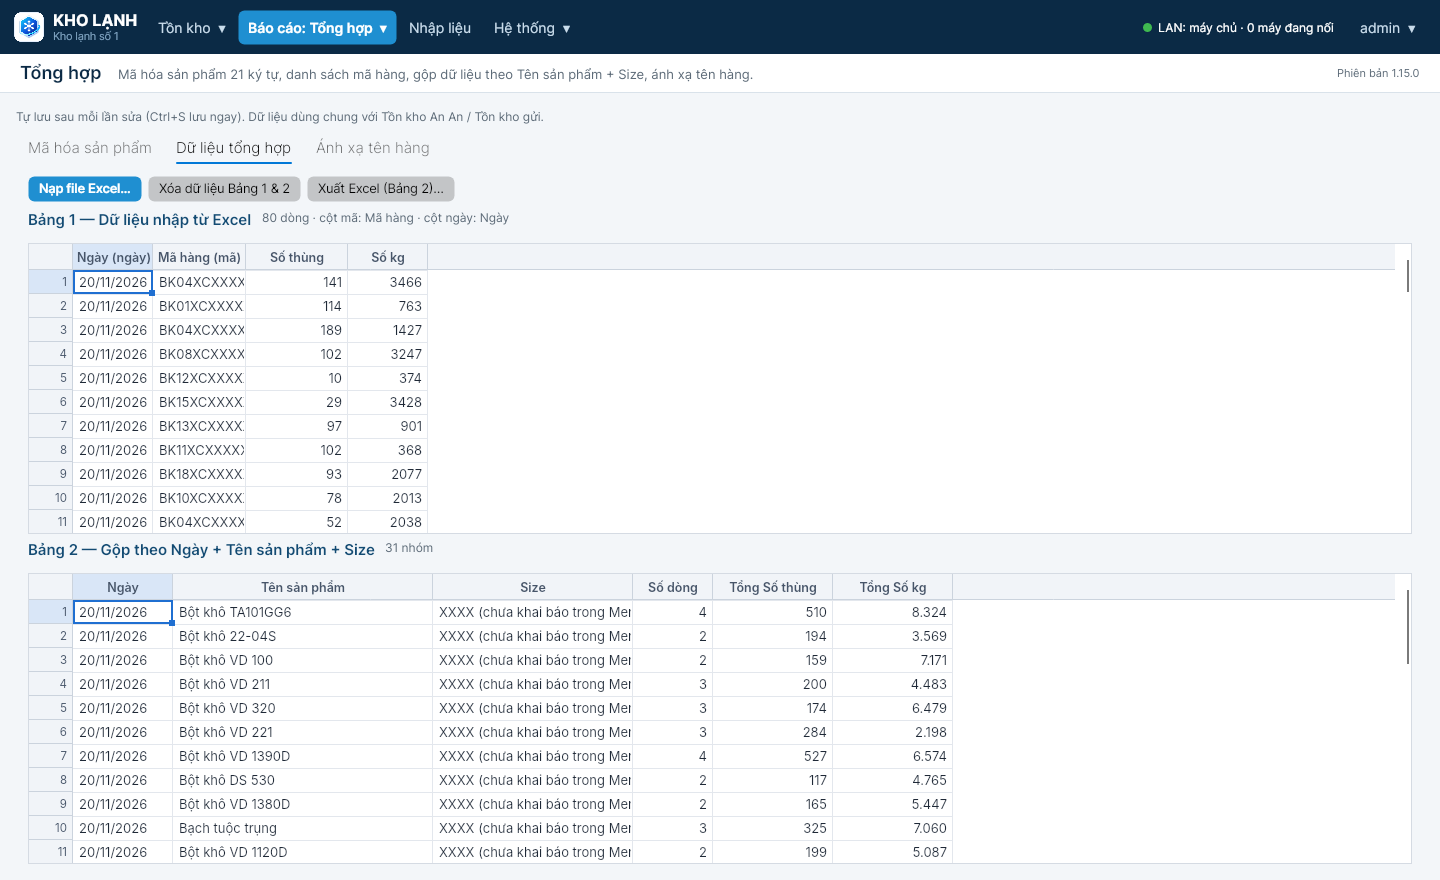 KHO LẠNH
Kho lạnh số 1
Tồn kho ▾
Báo cáo: Tổng hợp ▾
Nhập liệu
Hệ thống ▾
LAN: máy chủ · 0 máy đang nối
admin ▾
Tổng hợp
Mã hóa sản phẩm 21 ký tự, danh sách mã hàng, gộp dữ liệu theo Tên sản phẩm + Size, ánh xạ tên hàng.
Phiên bản 1.15.0
Tự lưu sau mỗi lần sửa (Ctrl+S lưu ngay). Dữ liệu dùng chung với Tồn kho An An / Tồn kho gửi.
Mã hóa sản phẩm
Dữ liệu tổng hợp
Ánh xạ tên hàng
Nạp file Excel...
Xóa dữ liệu Bảng 1 & 2
Xuất Excel (Bảng 2)...
Bảng 1 — Dữ liệu nhập từ Excel
80 dòng · cột mã: Mã hàng · cột ngày: Ngày
Ngày (ngày) Mã hàng (mã) Số thùng Số kg
1 20/11/2026 BK04XCXXXX 141 3466
2 20/11/2026 BK01XCXXXX 114 763
3 20/11/2026 BK04XCXXXX 189 1427
4 20/11/2026 BK08XCXXXX 102 3247
5 20/11/2026 BK12XCXXXX 10 374
6 20/11/2026 BK15XCXXXX 29 3428
7 20/11/2026 BK13XCXXXX 97 901
8 20/11/2026 BK11XCXXXX 102 368
9 20/11/2026 BK18XCXXXX 93 2077
10 20/11/2026 BK10XCXXXX 78 2013
11 20/11/2026 BK04XCXXXX 52 2038
Bảng 2 — Gộp theo Ngày + Tên sản phẩm + Size
31 nhóm
Ngày Tên sản phẩm Size Số dòng Tổng Số thùng Tổng Số kg
1 20/11/2026 Bột khô TA101GG6 XXXX (chưa khai báo trong Mer 4 510 8.324
2 20/11/2026 Bột khô 22-04S XXXX (chưa khai báo trong Mer 2 194 3.569
3 20/11/2026 Bột khô VD 100 XXXX (chưa khai báo trong Mer 2 159 7.171
4 20/11/2026 Bột khô VD 211 XXXX (chưa khai báo trong Mer 3 200 4.483
5 20/11/2026 Bột khô VD 320 XXXX (chưa khai báo trong Mer 3 174 6.479
6 20/11/2026 Bột khô VD 221 XXXX (chưa khai báo trong Mer 3 284 2.198
7 20/11/2026 Bột khô VD 1390D XXXX (chưa khai báo trong Mer 4 527 6.574
8 20/11/2026 Bột khô DS 530 XXXX (chưa khai báo trong Mer 2 117 4.765
9 20/11/2026 Bột khô VD 1380D XXXX (chưa khai báo trong Mer 2 165 5.447
10 20/11/2026 Bạch tuộc trụng XXXX (chưa khai báo trong Mer 3 325 7.060
11 20/11/2026 Bột khô VD 1120D XXXX (chưa khai báo trong Mer 2 199 5.087